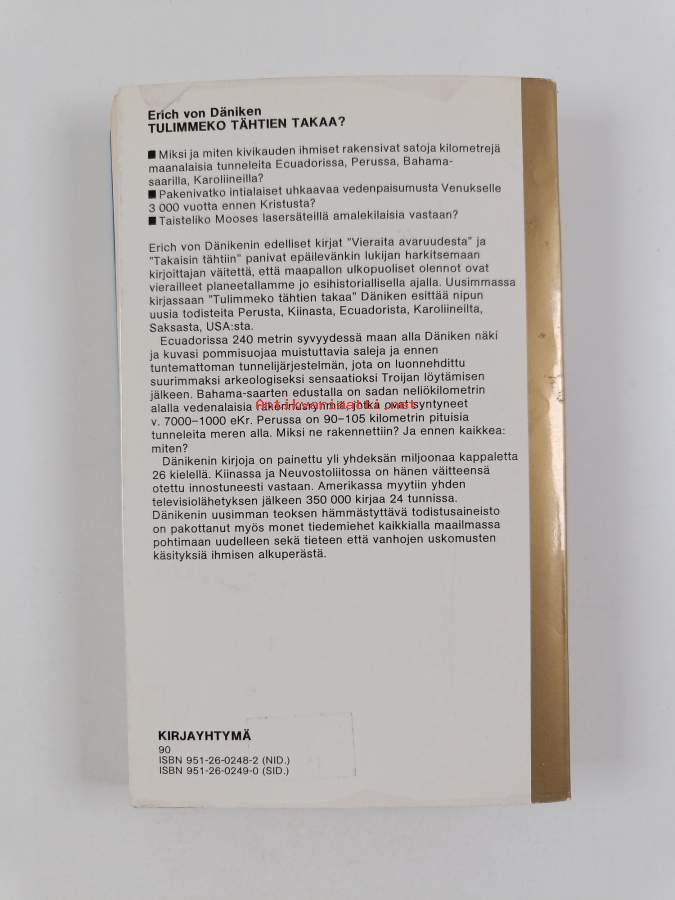 Erich von Däniken
TULIMMEKO TÄHTIEN TAKAA?
■ Miksi ja miten kivikauden ihmiset rakensivat satoja kilometrejä
maanalaisia tunneleita Ecuadorissa, Perussa, Bahama-
saarilla, Karoliineilla?
■ Pakenivatko intialaiset uhkaavaa vedenpaisumusta Venukselle
3 000 vuotta ennen Kristusta?
■ Taisteliko Mooses lasersäteillä amalekilaisia vastaan?
Erich von Dänikenin edelliset kirjat "Vieraita avaruudesta" ja
"Takaisin tähtiin" panivat epäilevänkin lukijan harkitsemaan
kirjoittajan väitettä, että maapallon ulkopuoliset olennot ovat
vierailleet planeetallamme jo esihistoriallisella ajalla. Uusimmassa
kirjassaan "Tulimmeko tähtien takaa" Däniken esittää nipun
uusia todisteita Perusta, Kiinasta, Ecuadorista, Karoliineilta,
Saksasta, USA:sta.
Ecuadorissa 240 metrin syvyydessä maan alla Däniken näki
ja kuvasi pommisuojaa muistuttavia saleja ja ennen
tuntemattoman tunnelijärjestelmän, jota on luonnehdittu
suurimmaksi arkeologiseksi sensaatioksi Troijan löytämisen
jälkeen. Bahama-saarten edustalla on sadan neliökilometrin
alalla vedenalaisia rakennusryhmiä, jotka ovat syntyneet
Antikvariaatti.net
v. 7000–1000 eKr. Perussa on 90–105 kilometrin pituisia
tunneleita meren alla. Miksi ne rakennettiin? Ja ennen kaikkea:
miten?
Dänikenin kirjoja on painettu yli yhdeksän miljoonaa kappaletta
26 kielellä. Kiinassa ja Neuvostoliitossa on hänen väitteensä
otettu innostuneesti vastaan. Amerikassa myytiin yhden
televisiolähetyksen jälkeen 350 000 kirjaa 24 tunnissa.
Dänikenin uusimman teoksen hämmästyttävä todistusaineisto
on pakottanut myös monet tiedemiehet kaikkialla maailmassa
pohtimaan uudelleen sekä tieteen että vanhojen uskomusten
käsityksiä ihmisen alkuperästä.
KIRJAYHTYMÄ
90
ISBN 951-26-0248-2 (NID.)
ISBN 951-26-0249-0 (SID.)